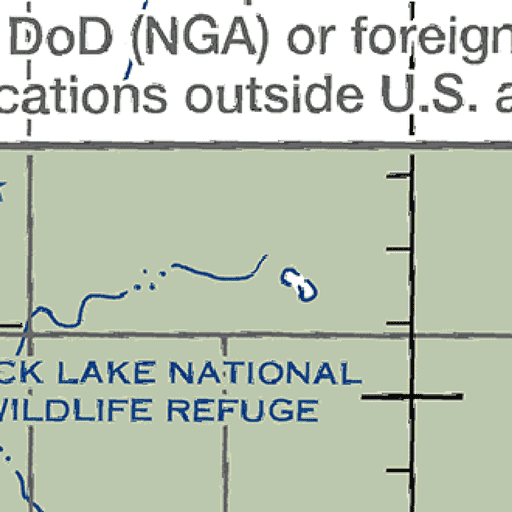 DoD (NGA) or foreign
cations outside U.S. a
CK LAKE NATIONAL
WILDLIFE REFUGE